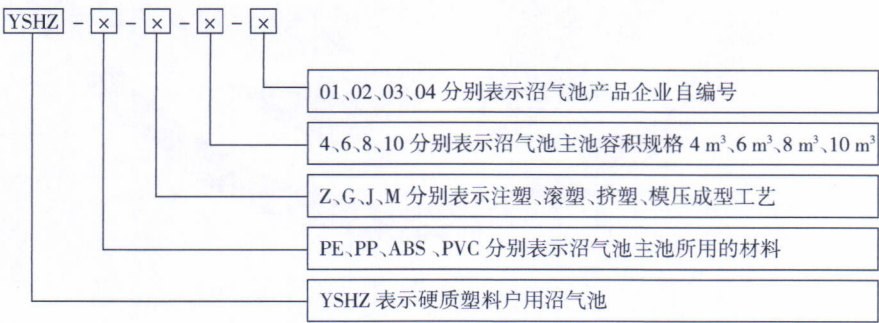 YSHZ - × - × - × - ×
01、02、03、04 分别表示沼气池产品企业自编号
4、6、8、10 分别表示沼气池主池容积规格 4 m³、6 m³、8 m³、10 m³
Z、G、J、M 分别表示注塑、滚塑、挤塑、模压成型工艺
PE、PP、ABS 、PVC 分别表示沼气池主池所用的材料
YSHZ 表示硬质塑料户用沼气池